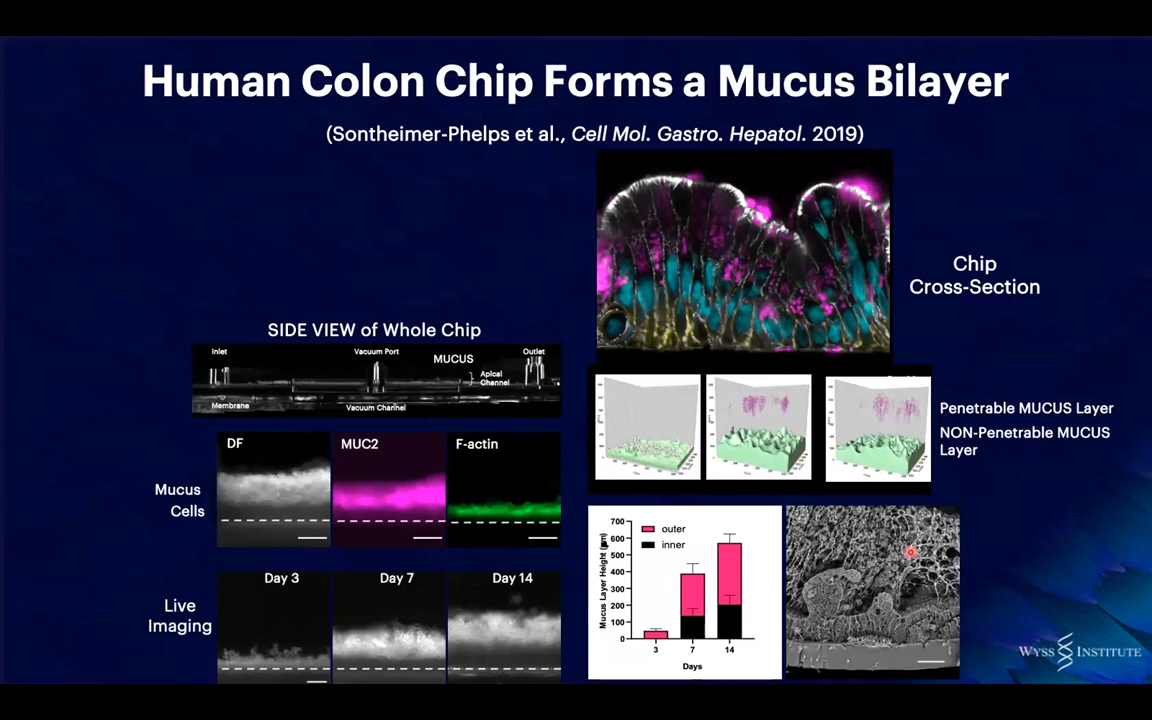 Human Colon Chip Forms a Mucus Bilayer
(Sontheimer-Phelps et al., Cell Mol. Gastro. Hepatol. 2019)
Chip
Cross-Section
SIDE VIEW of Whole Chip
Inlet
Vacuum Port
MUCUS
Outlet
Apical
Channel
Membrane
Vacuum Channel
Penetrable MUCUS Layer
NON-Penetrable MUCUS
Layer
DF
MUC2
F-actin
Mucus
Cells
Day 3
Day 7
Day 14
Live
Imaging
Mucus Layer Height (µm)
700
600
500
400
300
200
100
0
outer
inner
3
7
14
Days
WYSS INSTITUTE